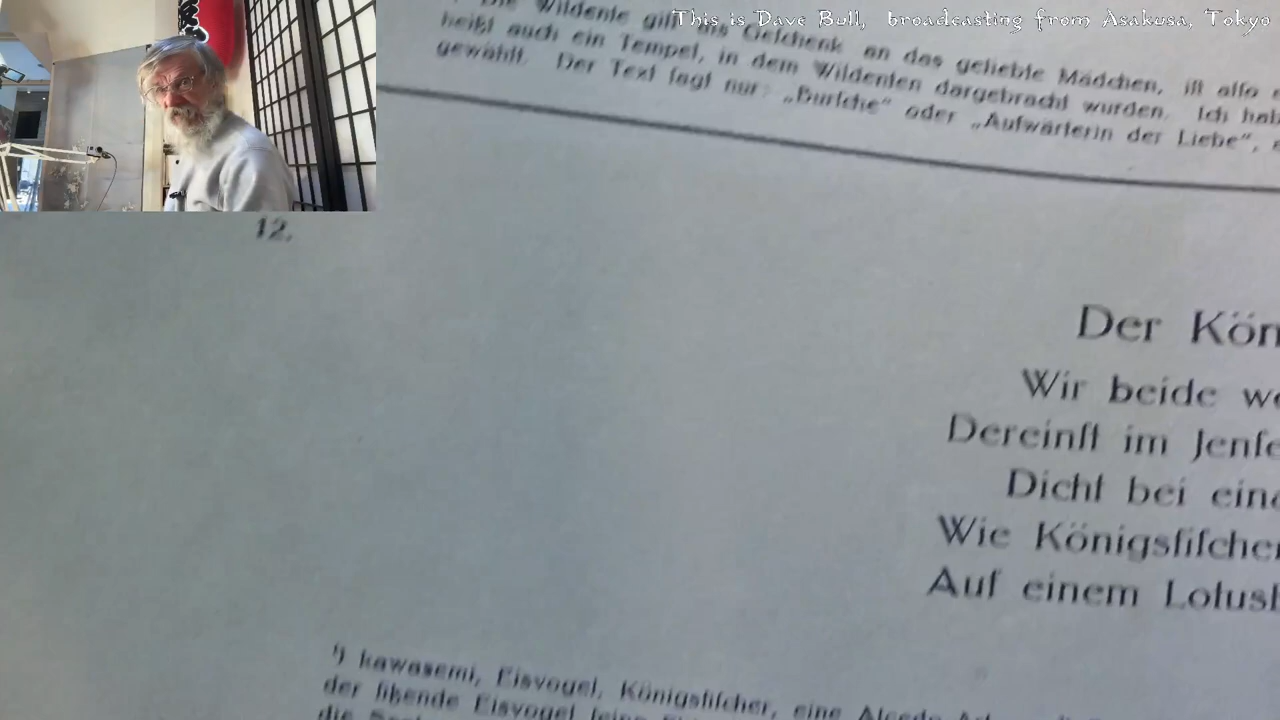 This is Dave Bull, broadcasting from Asakusa, Tokyo
Die Wildente gilt als Geſchenk an das geliebte Mädchen, iſt alſo
heißt auch ein Tempel, in dem Wildenten dargebracht wurden. Ich hab
gewählt. Der Text ſagt nur: „Burſche“ oder „Aufwärterin der Liebe“,
12.
Der Kön
Wir beide we
Dereinſt im Jenſe
Dicht bei eine
Wie Königsfiſcher
Auf einem Lotusb
¹) kawasemi, Eisvogel, Königsfiſcher, eine Alcedo
der ſitzende Eisvogel ſeine
die